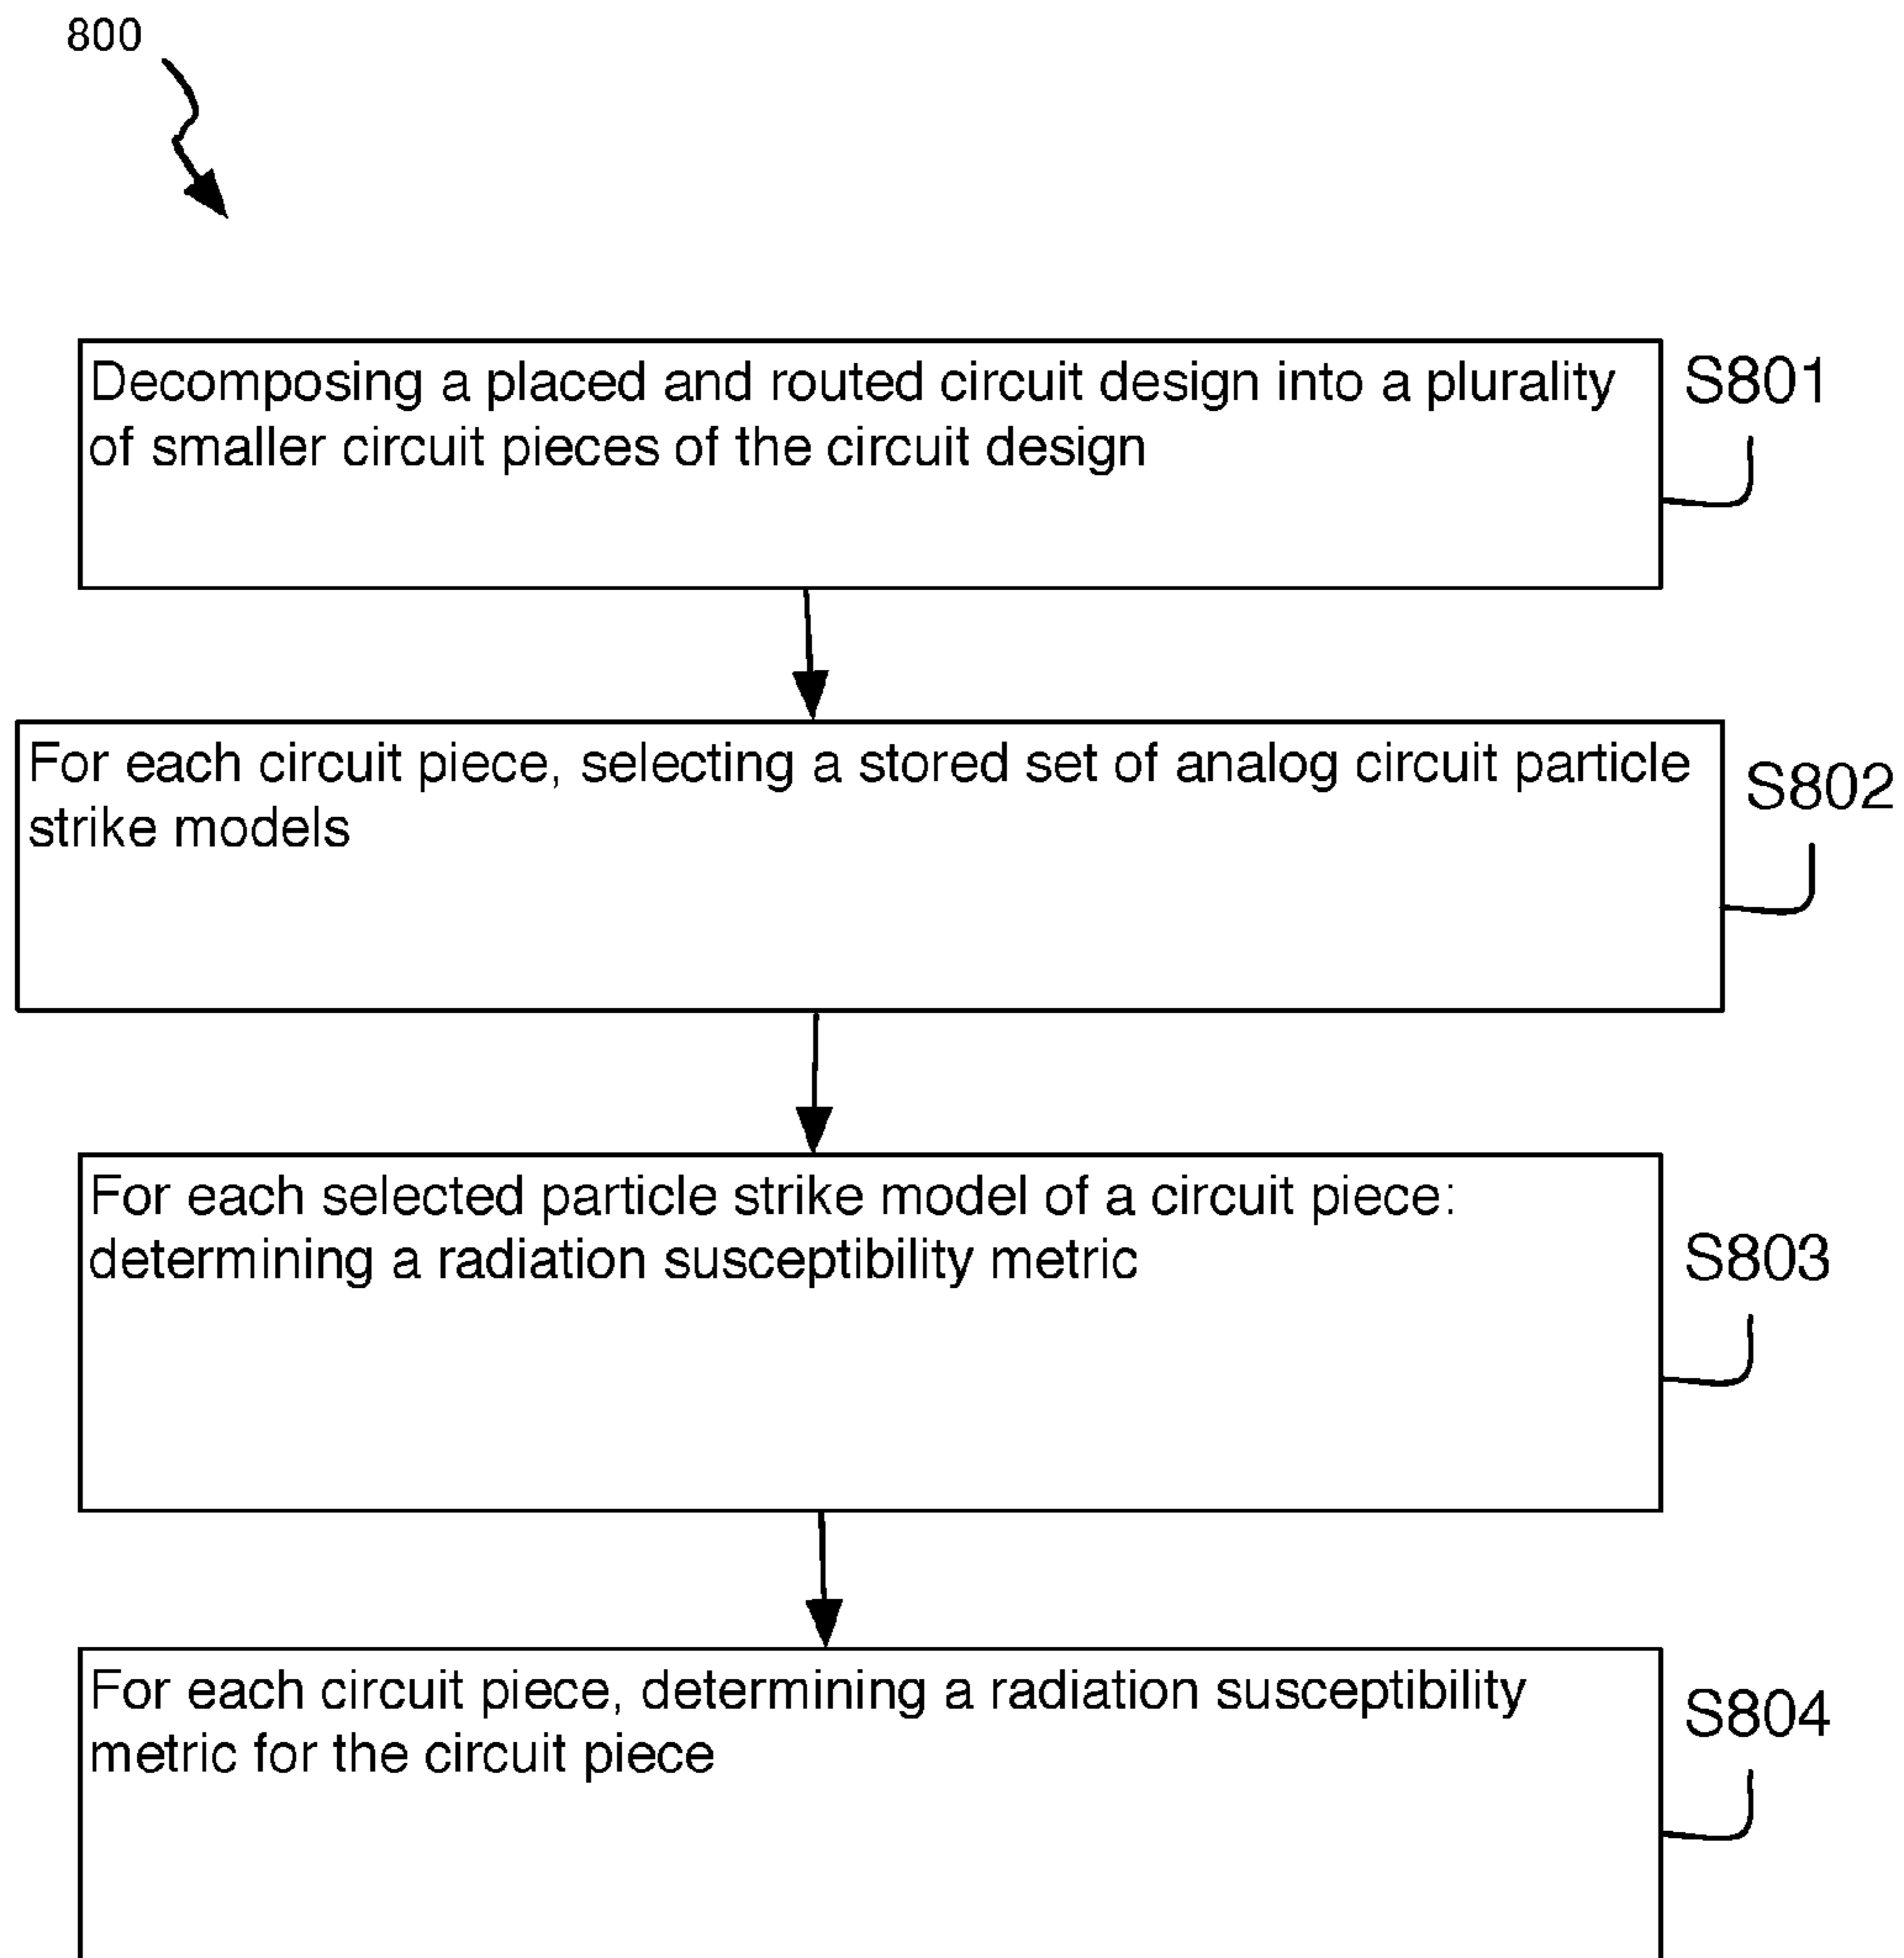 800
Decomposing a placed and routed circuit design into a plurality
of smaller circuit pieces of the circuit design
S801
For each circuit piece, selecting a stored set of analog circuit particle
strike models
S802
For each selected particle strike model of a circuit piece:
determining a radiation susceptibility metric
S803
For each circuit piece, determining a radiation susceptibility
metric for the circuit piece
S804